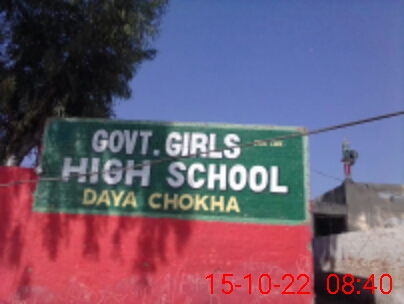 GOVT. GIRLS
HIGH SCHOOL
DAYA CHOKHA
15-10-22 08:40